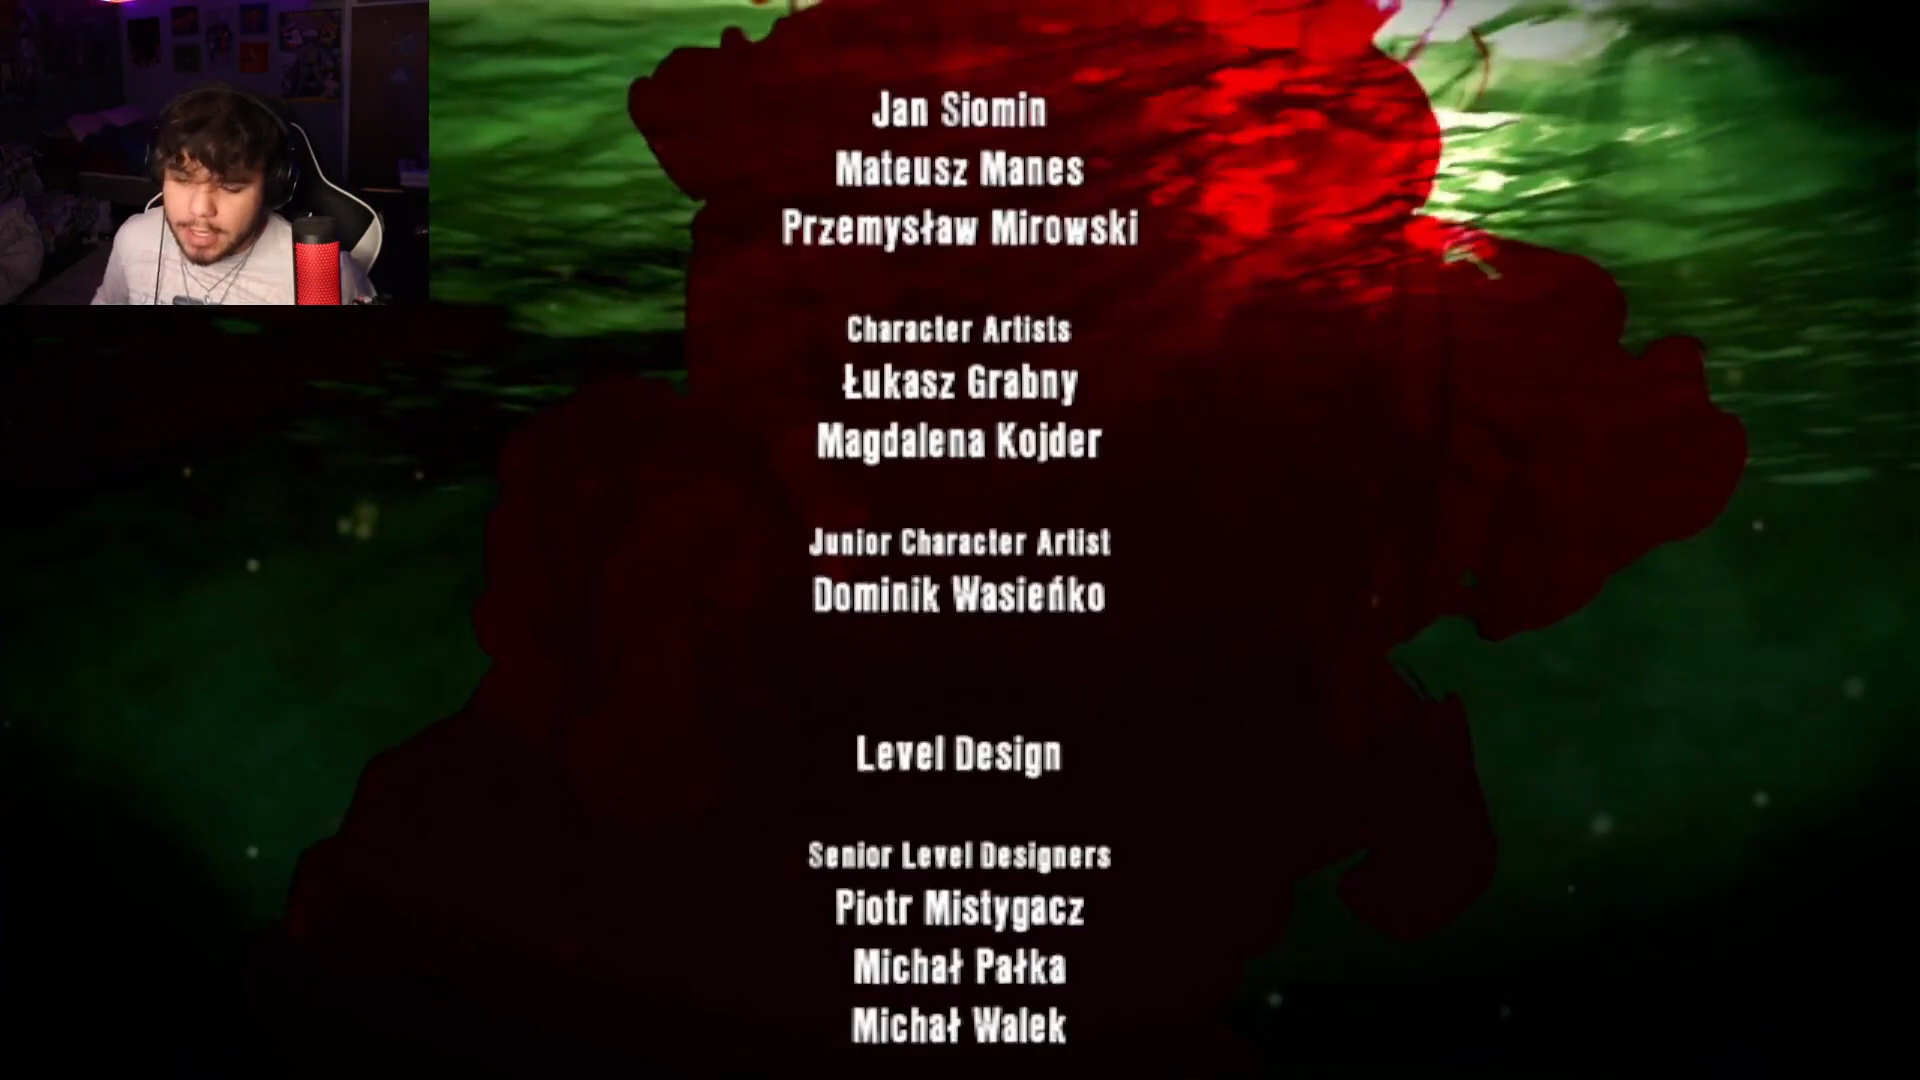 Jan Siomin
Mateusz Manes
Przemysław Mirowski
Character Artists
Łukasz Grabny
Magdalena Kojder
Junior Character Artist
Dominik Wasieńko
Level Design
Senior Level Designers
Piotr Mistygacz
Michał Pałka
Michał Walek